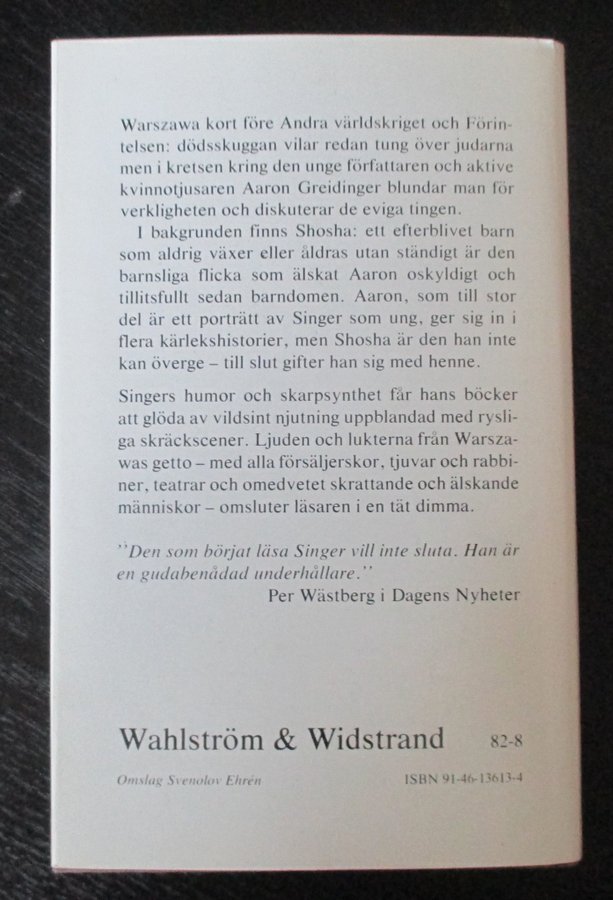 Warszawa kort före Andra världskriget och Förin-
telsen: dödsskuggan vilar redan tung över judarna
men i kretsen kring den unge författaren och aktive
kvinnotjusaren Aaron Greidinger blundar man för
verkligheten och diskuterar de eviga tingen.
I bakgrunden finns Shosha: ett efterblivet barn
som aldrig växer eller åldras utan ständigt är den
barnsliga flicka som älskat Aaron oskyldigt och
tillitsfullt sedan barndomen. Aaron, som till stor
del är ett porträtt av Singer som ung, ger sig in i
flera kärlekshistorier, men Shosha är den han inte
kan överge – till slut gifter han sig med henne.
Singers humor och skarpsynthet får hans böcker
att glöda av vildsint njutning uppblandad med rysli-
ga skräckscener. Ljuden och lukterna från Warsza-
was getto – med alla försäljerskor, tjuvar och rabbi-
ner, teatrar och omedvetet skrattande och älskande
människor – omsluter läsaren i en tät dimma.
”Den som börjat läsa Singer vill inte sluta. Han är
en gudabenådad underhållare.”
Per Wästberg i Dagens Nyheter
Wahlström & Widstrand 82-8
Omslag Svenolov Ehrén ISBN 91-46-13613-4